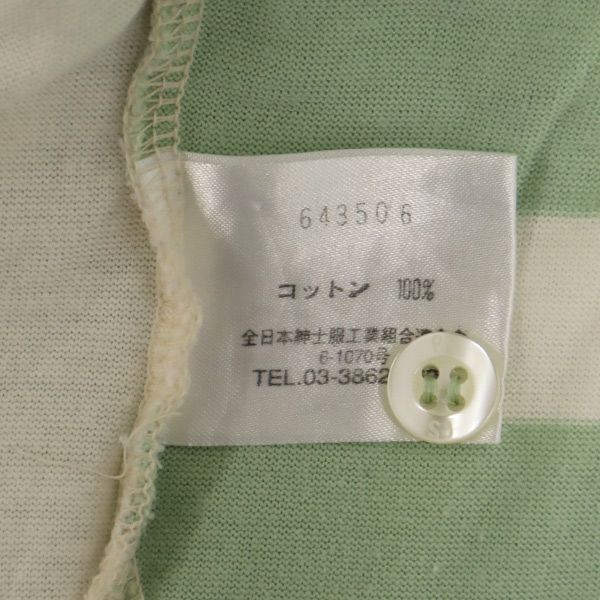 643506
コットン 100%
全日本紳士服工業組合連合会
6-1070号
TEL.03-3862